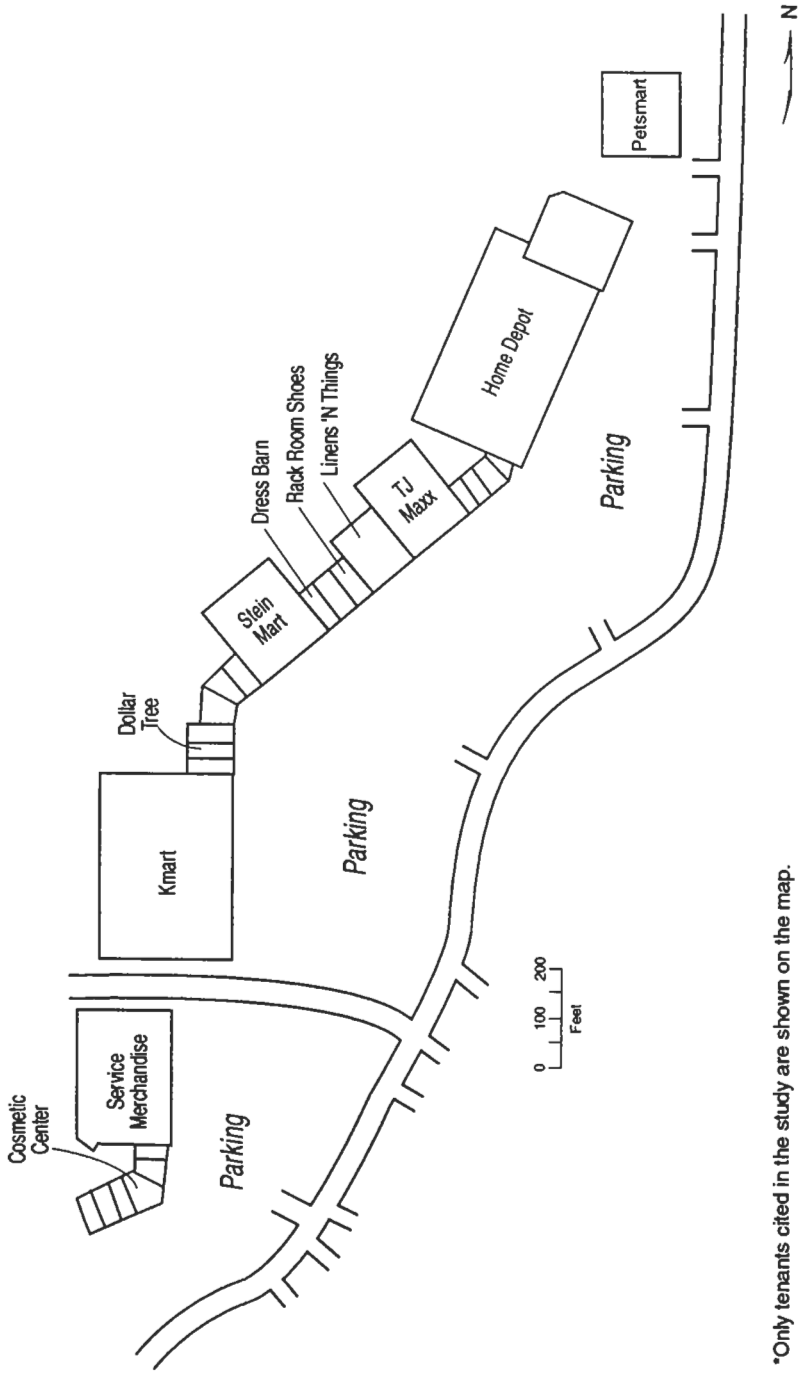 Cosmetic
Center
Service
Merchandise
Parking
Kmart
Dollar
Tree
Parking
Stein
Mart
Dress Barn
Rack Room Shoes
Linens 'N Things
TJ
Maxx
Home Depot
Parking
Petsmart
0 100 200
Feet
N
*Only tenants cited in the study are shown on the map.